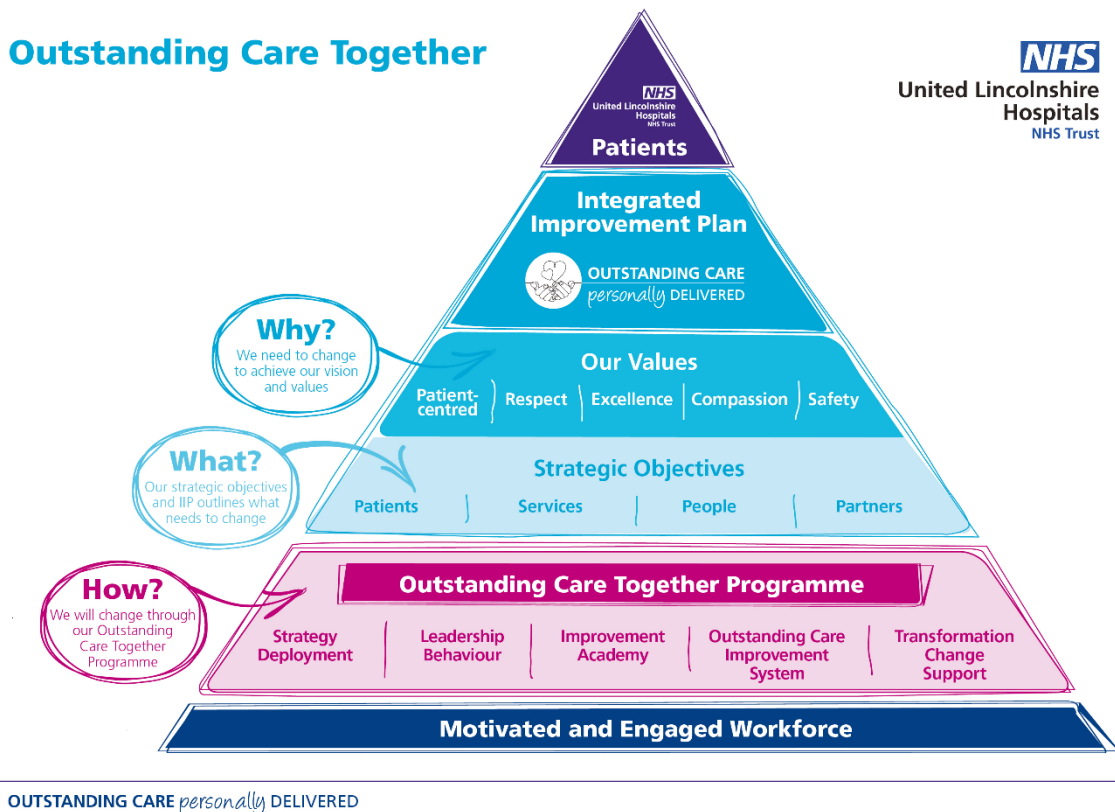 Outstanding Care Together
NHS
United Lincolnshire
Hospitals
NHS Trust
NHS
United Lincolnshire
Hospitals
NHS Trust
Patients
Integrated
Improvement Plan
OUTSTANDING CARE
personally DELIVERED
Why?
We need to change
to achieve our vision
and values
Our Values
Patient-
centred
Respect
Excellence
Compassion
Safety
What?
Our strategic objectives
and IIP outlines what
needs to change
Strategic Objectives
Patients
Services
People
Partners
How?
We will change through
our Outstanding
Care Together
Programme
Outstanding Care Together Programme
Strategy
Deployment
Leadership
Behaviour
Improvement
Academy
Outstanding Care
Improvement
System
Transformation
Change
Support
Motivated and Engaged Workforce
OUTSTANDING CARE personally DELIVERED